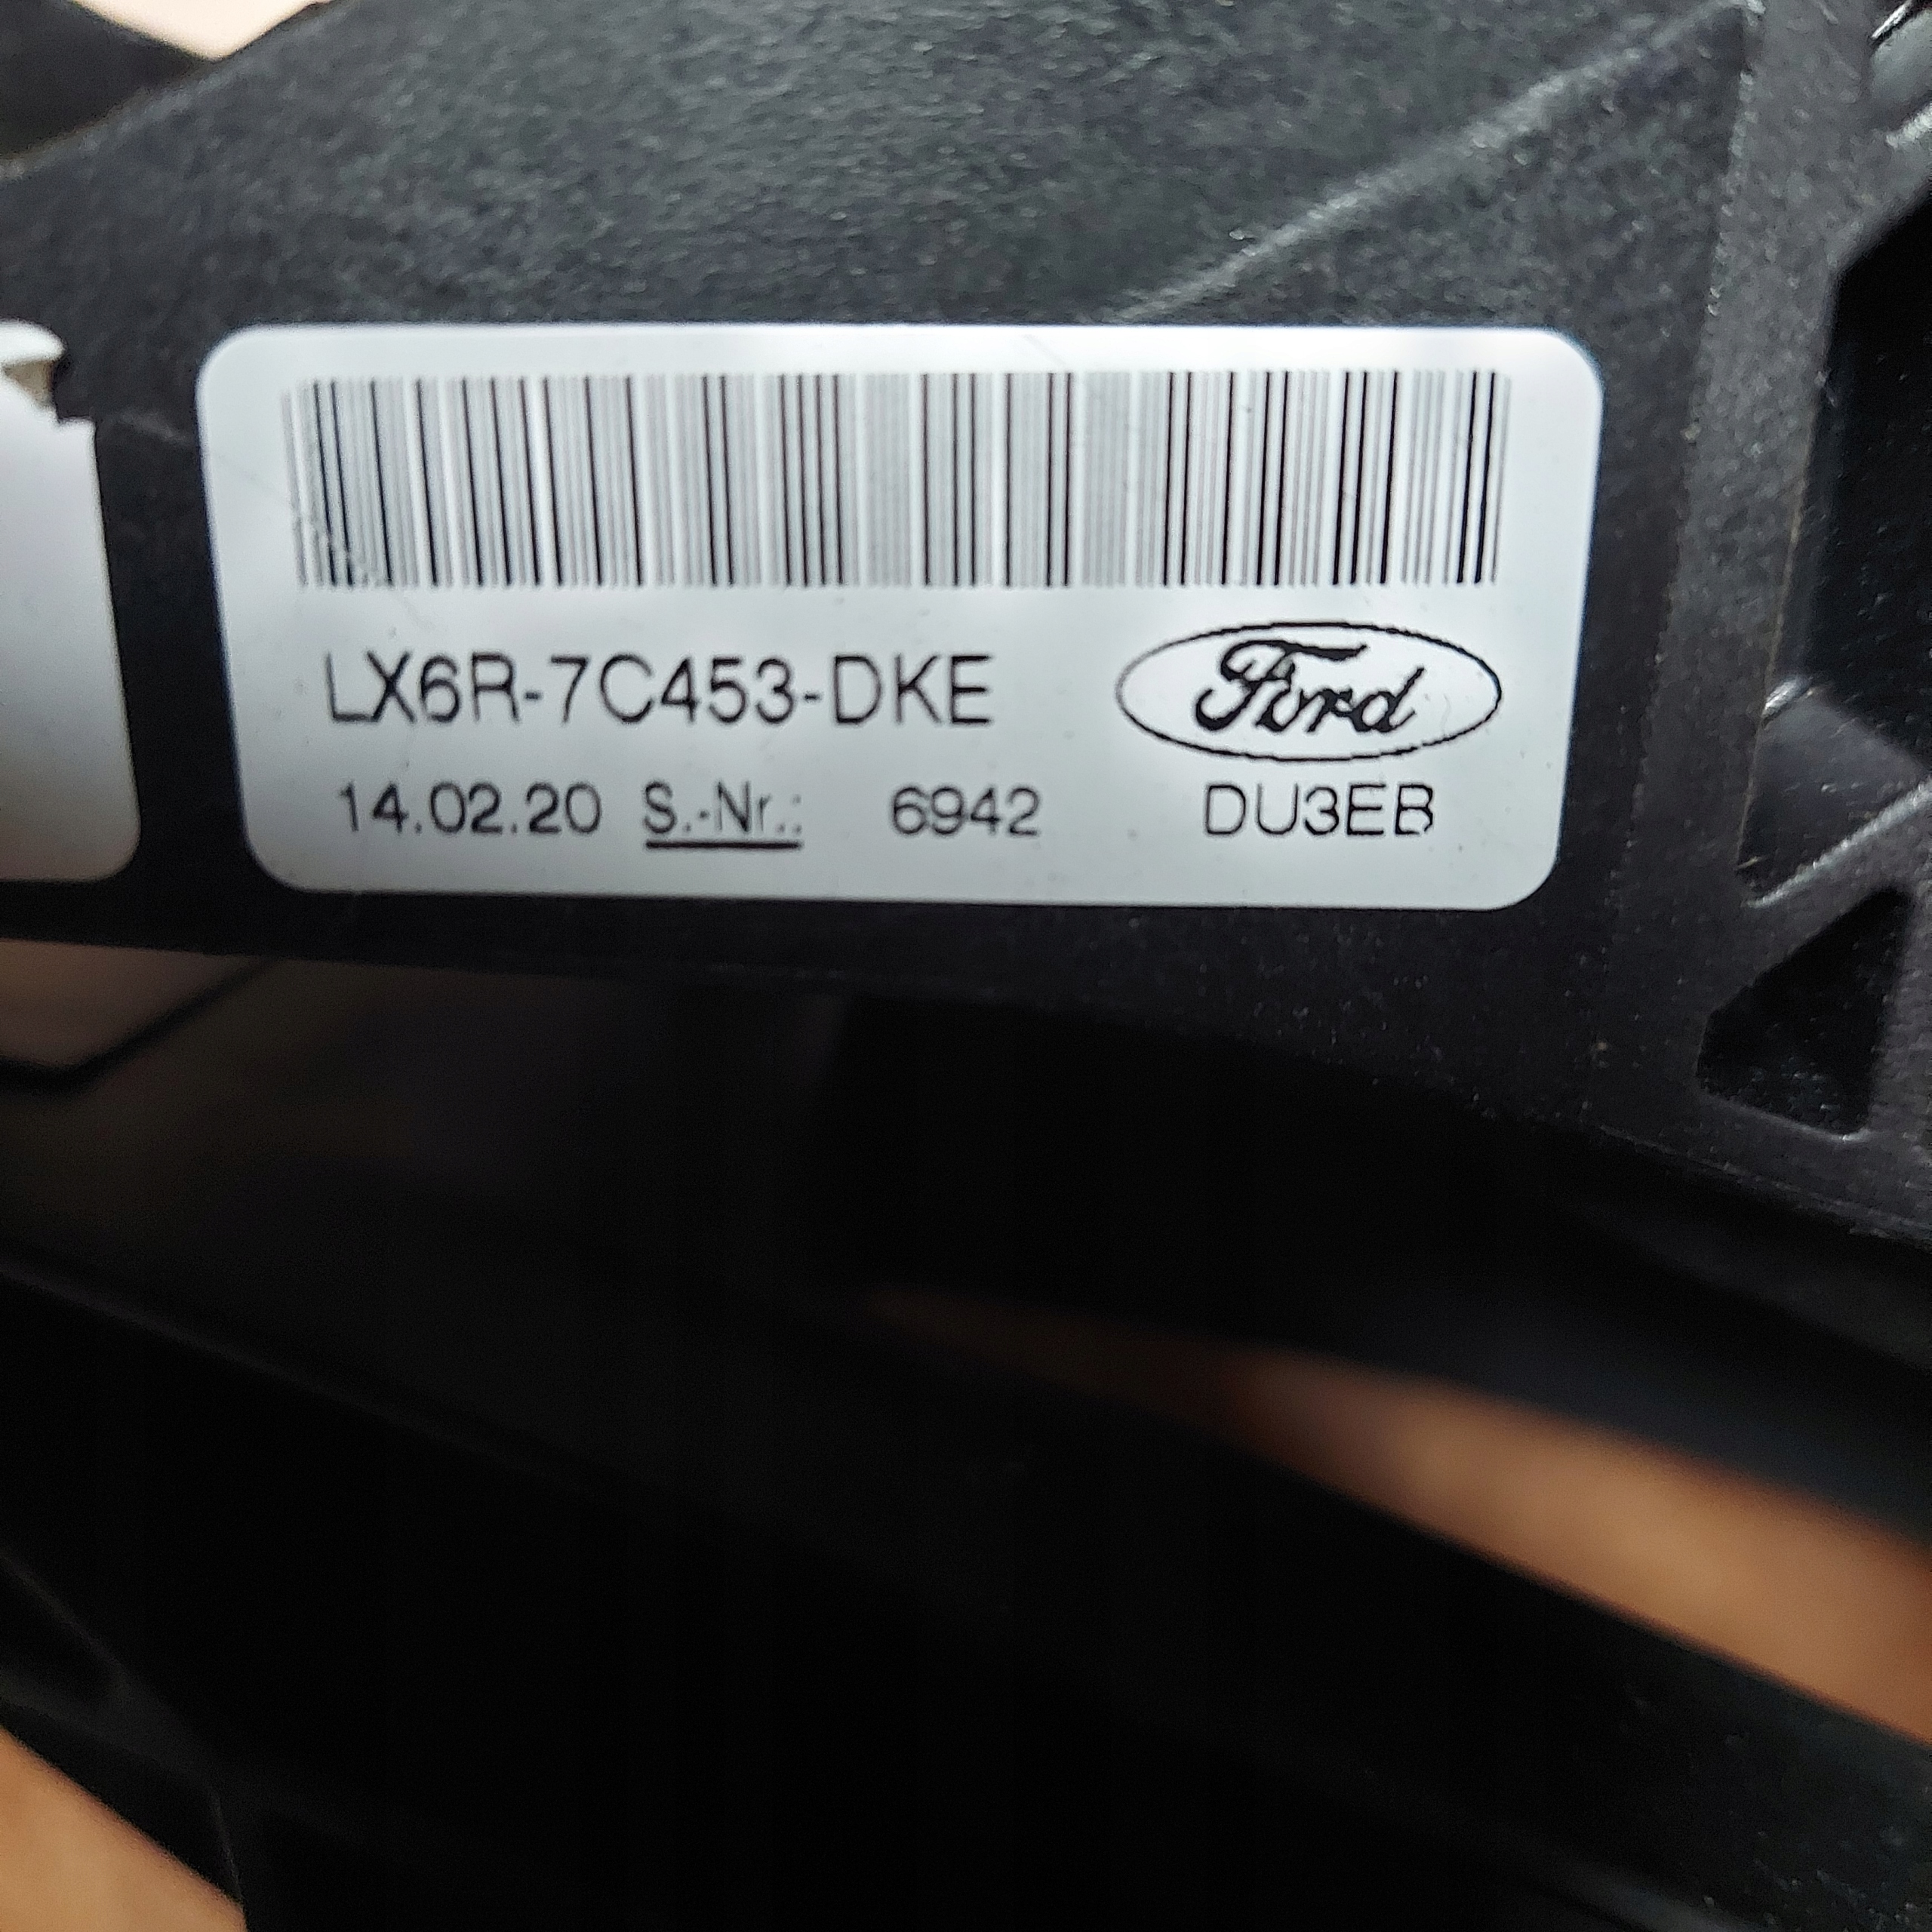 LX6R-7C453-DKE
Ford
14.02.20 S.-Nr.: 6942 DU3EB